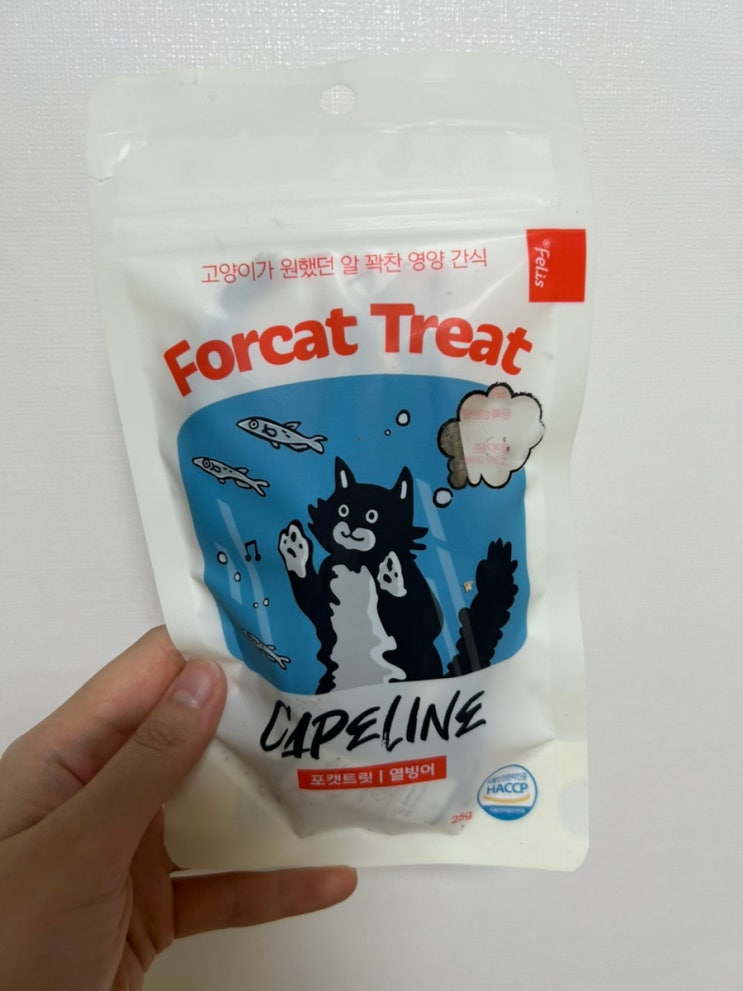 고양이가 원했던 알 꽉찬 영양 간식
Felis®
Forcat Treat
CAPELINE
포캣트릿 | 열빙어
HACCP
25g